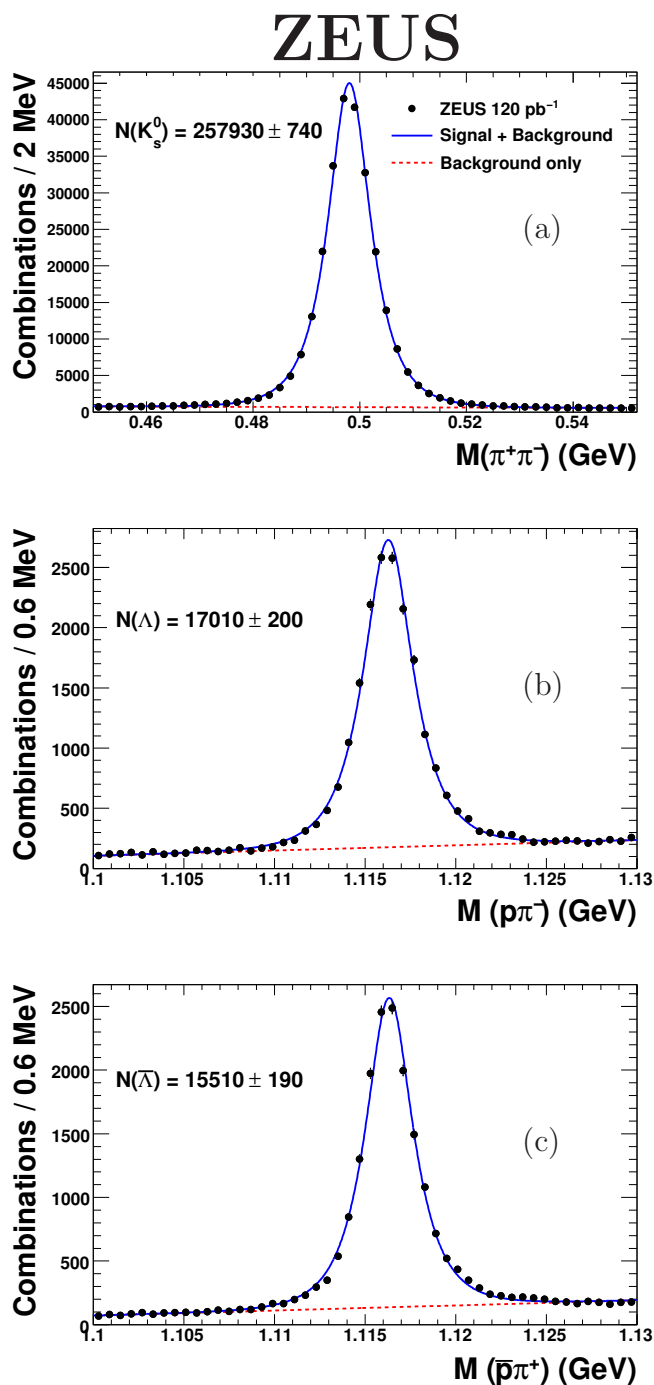 ZEUS
Combinations / 2 MeV
45000
40000
35000
30000
25000
20000
15000
10000
5000
0
N(K⁰ₛ) = 257930 ± 740
ZEUS 120 pb⁻¹
Signal + Background
Background only
(a)
0.46 0.48 0.5 0.52 0.54
M(π⁺π⁻) (GeV)
Combinations / 0.6 MeV
2500
2000
1500
1000
500
0
N(Λ) = 17010 ± 200
(b)
1.1 1.105 1.11 1.115 1.12 1.125 1.13
M (pπ⁻) (GeV)
Combinations / 0.6 MeV
2500
2000
1500
1000
500
0
N(Λ̅) = 15510 ± 190
(c)
1.1 1.105 1.11 1.115 1.12 1.125 1.13
M (p̅π⁺) (GeV)